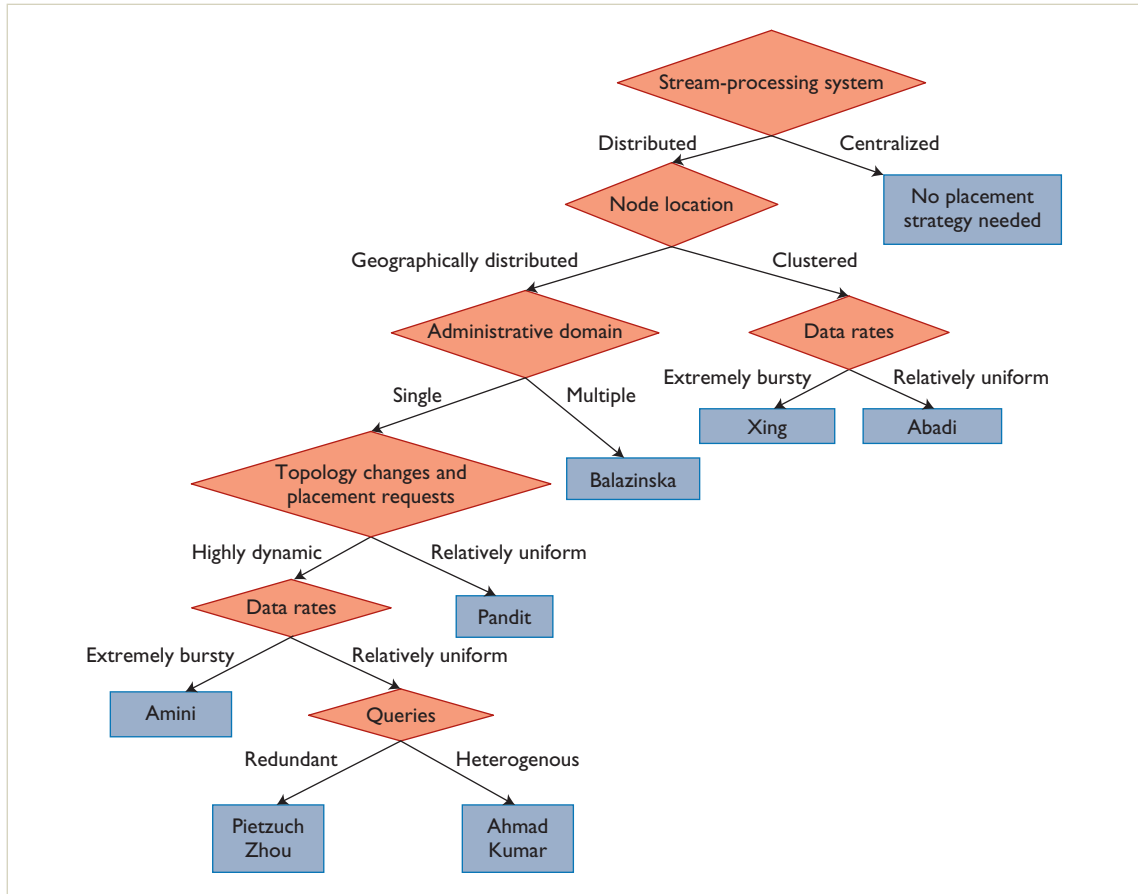 Stream-processing system
Distributed
Centralized
Node location
No placement
strategy needed
Geographically distributed
Clustered
Administrative domain
Data rates
Single
Multiple
Extremely bursty
Relatively uniform
Xing
Abadi
Topology changes and
placement requests
Balazinska
Highly dynamic
Relatively uniform
Data rates
Pandit
Extremely bursty
Relatively uniform
Amini
Queries
Redundant
Heterogenous
Pietzuch
Zhou
Ahmad
Kumar